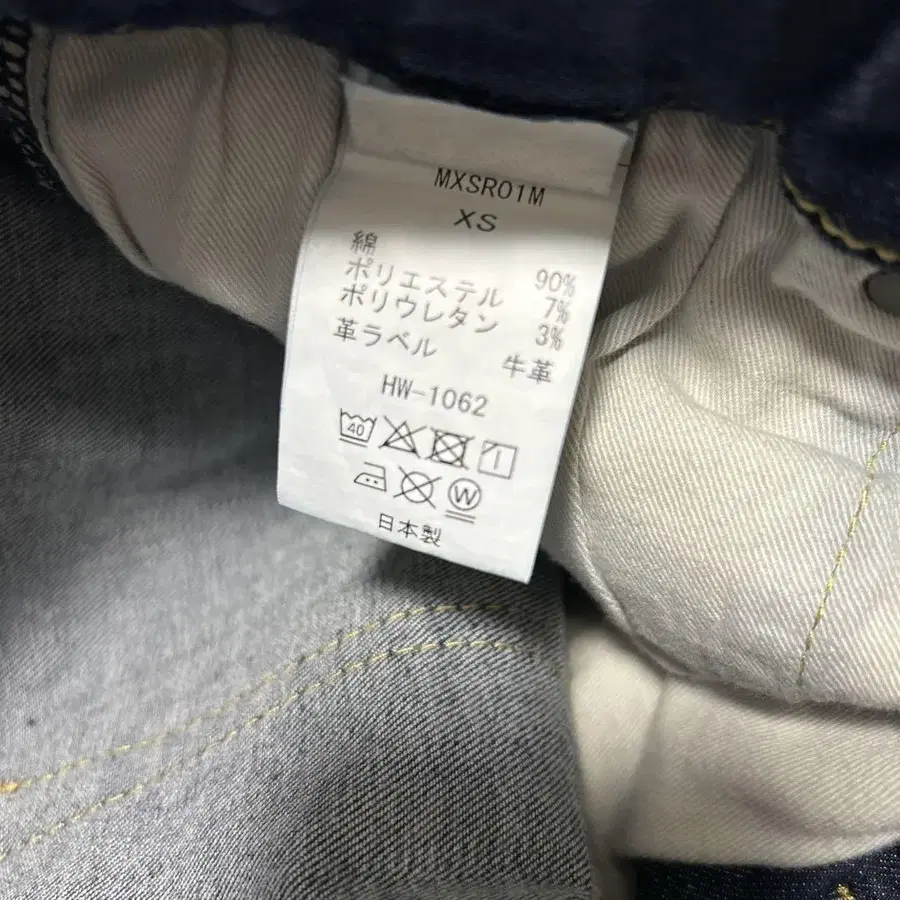 MXSR01M
XS
綿 90%
ポリエステル 7%
ポリウレタン 3%
革ラベル 牛革
HW-1062
40
W
日本製